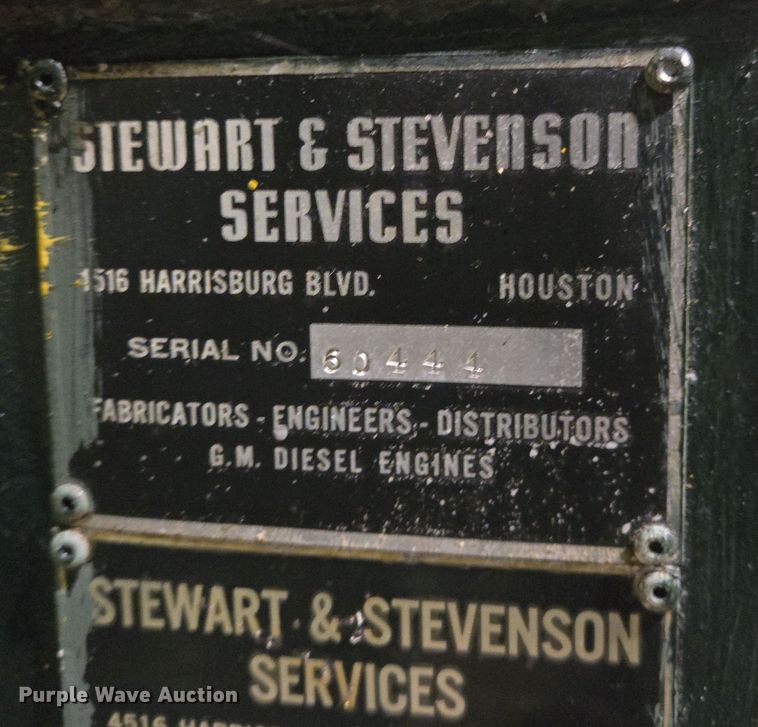 STEWART & STEVENSON
SERVICES
4516 HARRISBURG BLVD. HOUSTON
SERIAL NO. 60444
FABRICATORS - ENGINEERS - DISTRIBUTORS
G.M. DIESEL ENGINES
STEWART & STEVENSON
SERVICES
4516
Purple Wave Auction